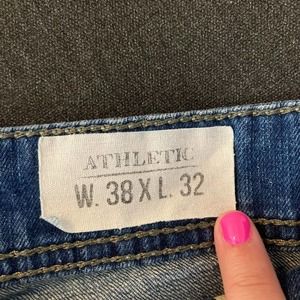 ATHLETIC
W. 38 X L. 32